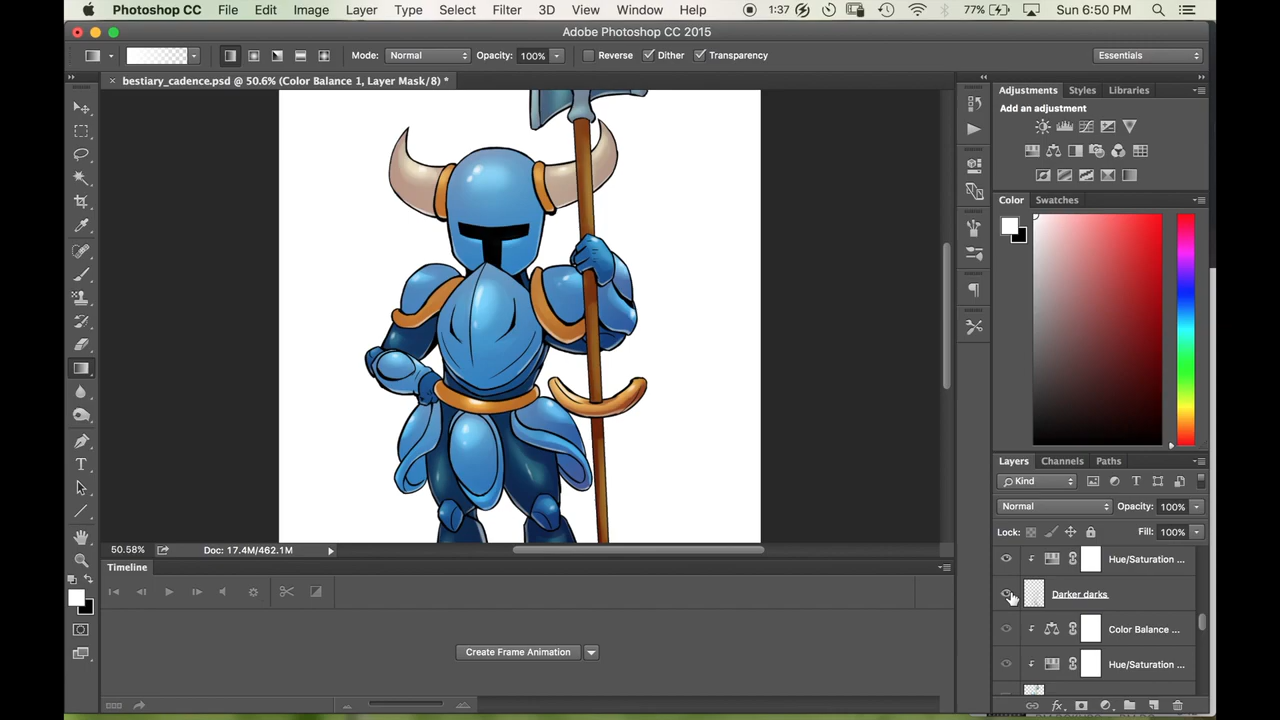 Photoshop CC File Edit Image Layer Type Select Filter 3D View Window Help 1:37 77% Sun 6:50 PM
Adobe Photoshop CC 2015
Mode: Normal Opacity: 100% Reverse Dither Transparency Essentials
× bestiary_cadence.psd @ 50.6% (Color Balance 1, Layer Mask/8) *
Adjustments Styles Libraries
Add an adjustment
Color Swatches
Layers Channels Paths
Kind
Normal Opacity: 100%
Lock: Fill: 100%
50.58% Doc: 17.4M/462.1M
Hue/Saturation ...
Timeline
Darker darks
Color Balance ...
Create Frame Animation
Hue/Saturation ...